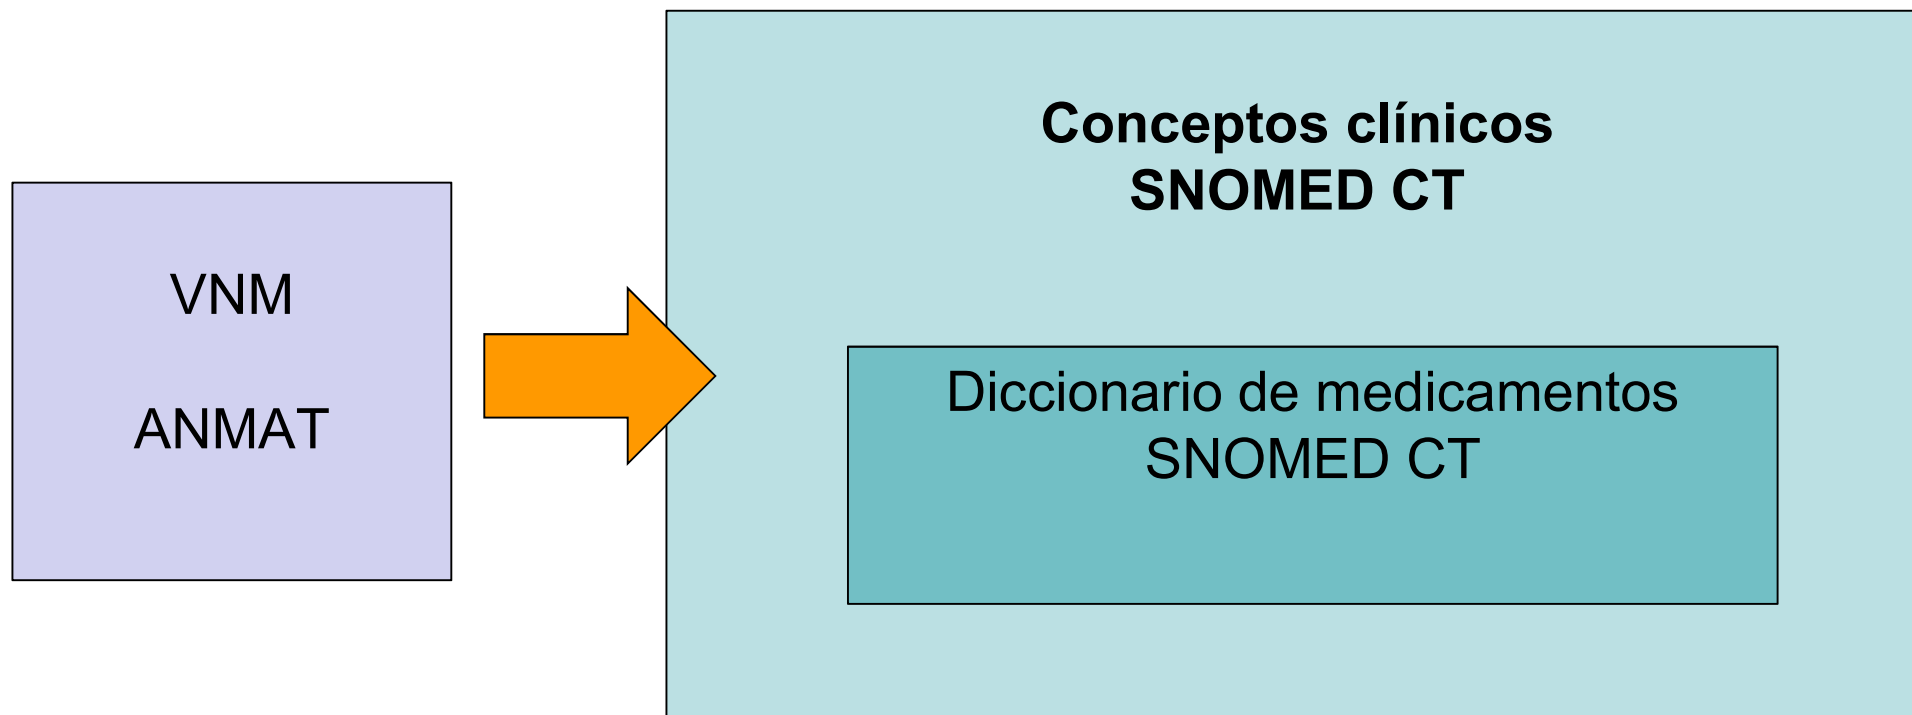 VNM
ANMAT
Conceptos clínicos
SNOMED CT
Diccionario de medicamentos
SNOMED CT